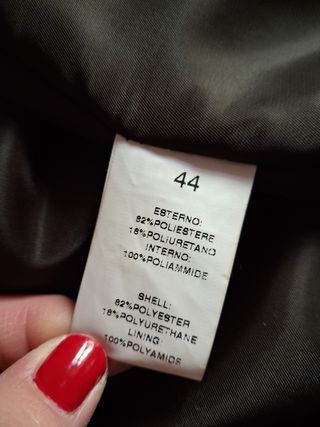 44
ESTERNO:
82%POLIESTERE
18%POLIURETANO
INTERNO:
100%POLIAMMIDE
SHELL:
82%POLYESTER
18%POLYURETHANE
LINING:
100%POLYAMIDE